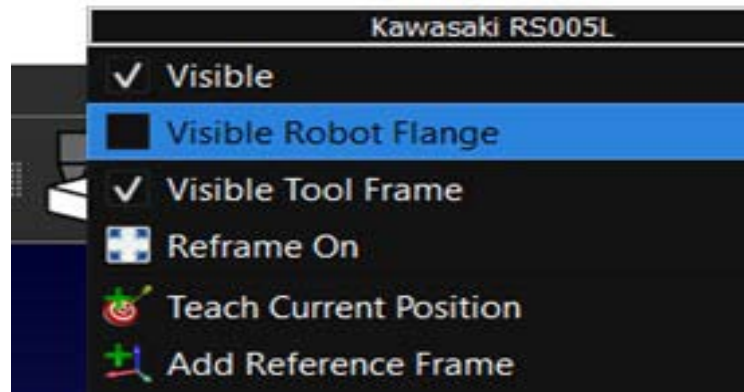 Kawasaki RS005L
Visible
Visible Robot Flange
Visible Tool Frame
Reframe On
Teach Current Position
Add Reference Frame